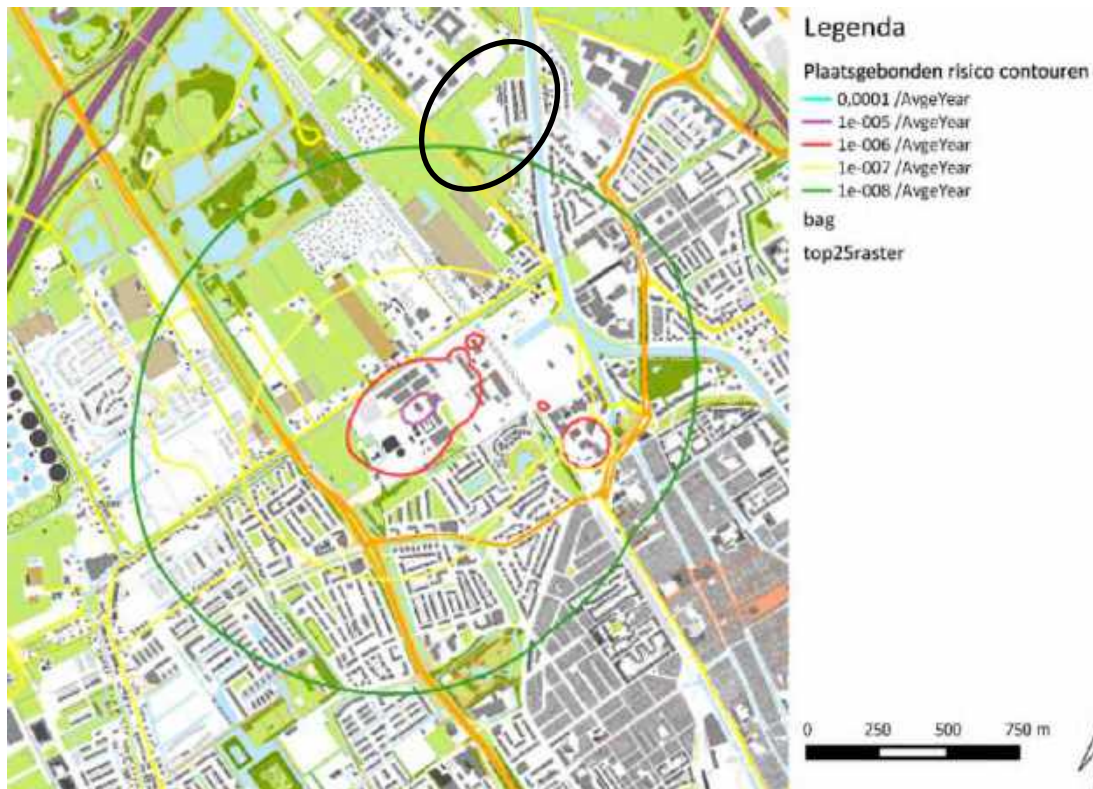 Legenda
Plaatsgebonden risico contouren
0,0001 /AvgeYear
1e-005 /AvgeYear
1e-006 /AvgeYear
1e-007 /AvgeYear
1e-008 /AvgeYear
bag
top25raster
0 250 500 750 m